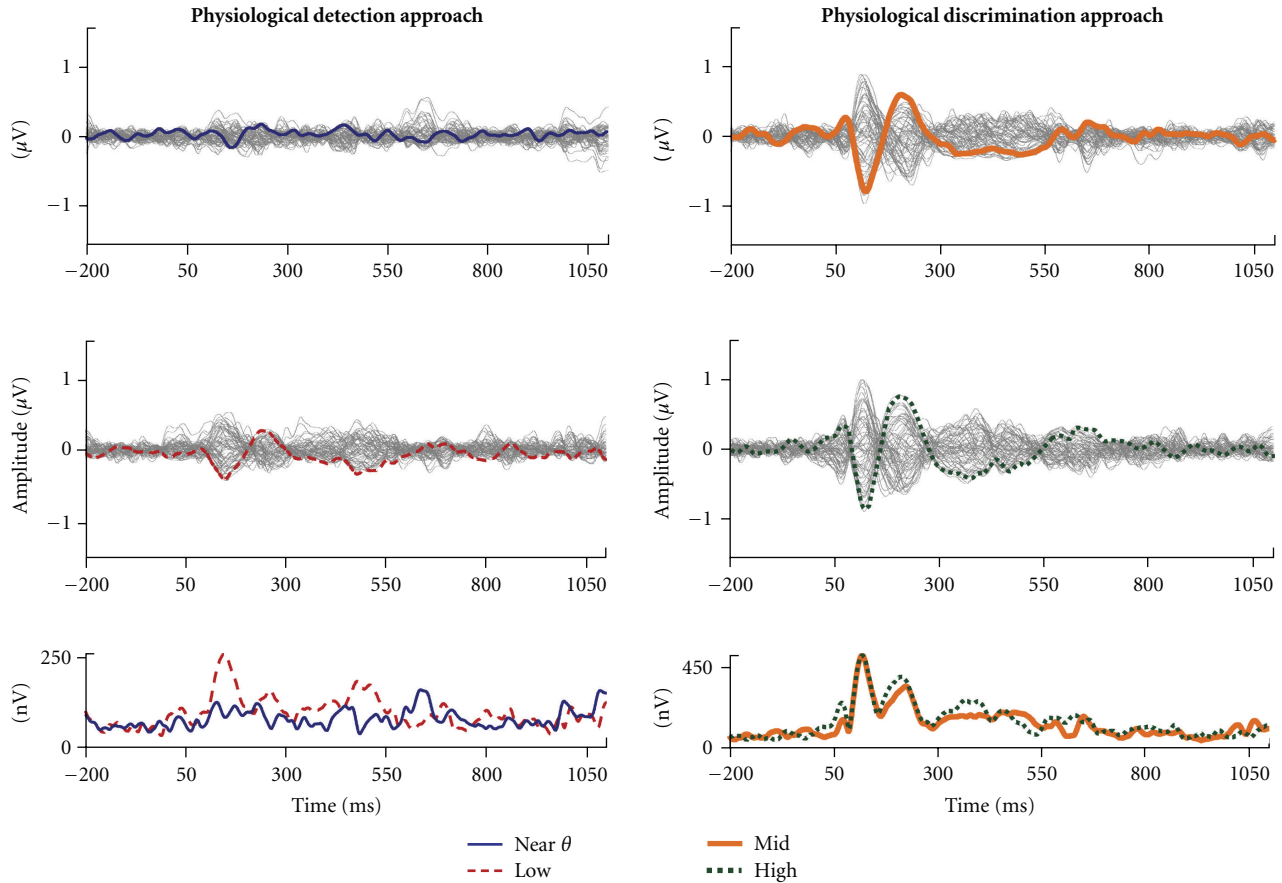 Physiological detection approach
Physiological discrimination approach
(μV)
1
0
−1
−200 50 300 550 800 1050
( μV)
1
0
−1
−200 50 300 550 800 1050
Amplitude (μV)
1
0
−1
−200 50 300 550 800 1050
Amplitude (μV)
1
0
−1
−200 50 300 550 800 1050
(nV)
250
0
−200 50 300 550 800 1050
Time (ms)
(nV)
450
0
−200 50 300 550 800 1050
Time (ms)
Near θ
Low
Mid
High